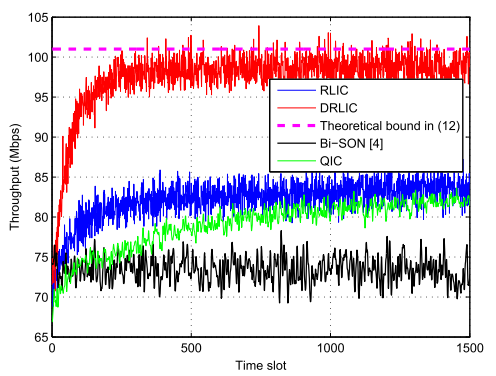 105
100
95
90
85
80
75
70
65
0
500
1000
1500
Throughput (Mbps)
Time slot
RLIC
DRLIC
Theoretical bound in (12)
Bi−SON [4]
QIC